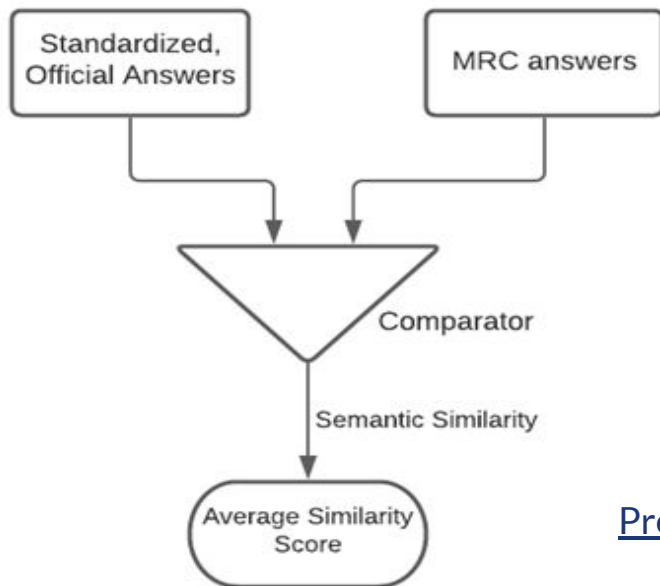 Standardized,
Official Answers
MRC answers
Comparator
Semantic Similarity
Average Similarity
Score